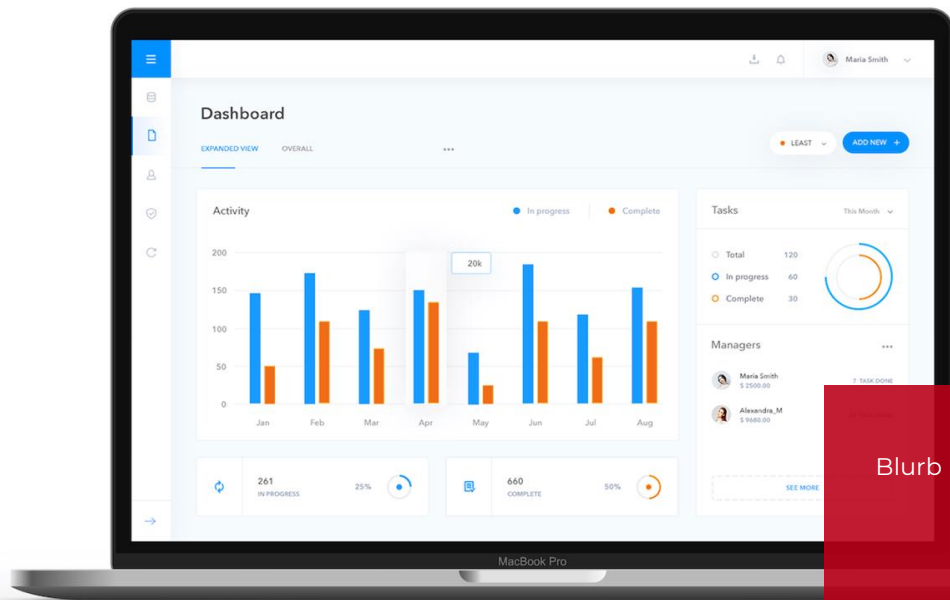 Maria Smith
Dashboard
EXPANDED VIEW OVERALL
LEAST ADD NEW +
Activity
In progress Complete
200
150
100
50
0
20k
Jan Feb Mar Apr May Jun Jul Aug
Tasks This Month
Total 120
In progress 60
Complete 30
Managers
Maria Smith
$ 2500.00
7 TASK DONE
Alexandra_M
$ 9680.00
SEE MORE
261
IN PROGRESS
25%
660
COMPLETE
50%
Blurb
MacBook Pro